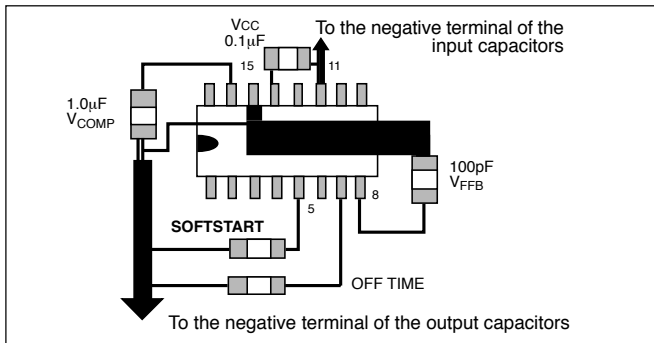 VCC
0.1µF
To the negative terminal of the
input capacitors
15
11
1.0µF
VCOMP
100pF
VFFB
5
8
SOFTSTART
OFF TIME
To the negative terminal of the output capacitors